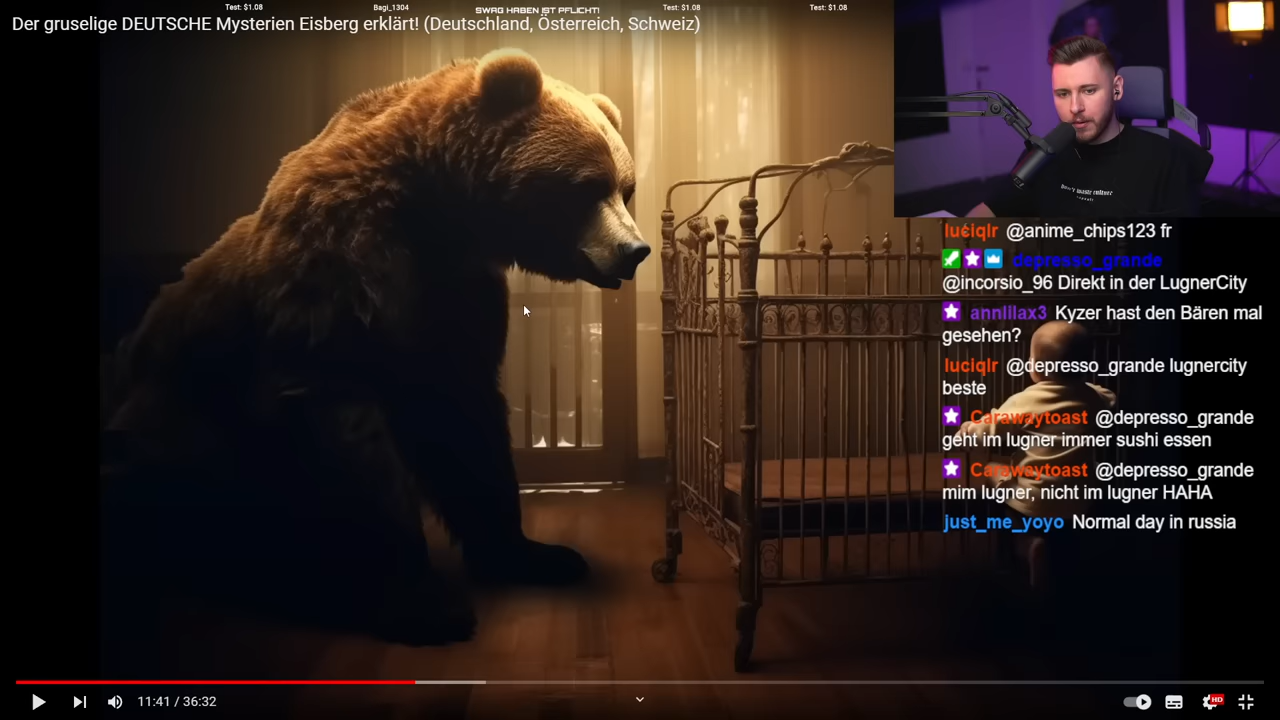 Test: $1.08
Bagi_1304
SWAG HABEN IST PFLICHT!
Test: $1.08
Test: $1.08
Der gruselige DEUTSCHE Mysterien Eisberg erklärt! (Deutschland, Österreich, Schweiz)
luciqlr @anime_chips123 fr
depresso_grande
@incorsio_96 Direkt in der LugnerCity
annlilax3 Kyzer hast den Bären mal
gesehen?
luciqlr @depresso_grande lugnercity
beste
Carawaytoast @depresso_grande
geht im lugner immer sushi essen
Carawaytoast @depresso_grande
mim lugner, nicht im lugner HAHA
just_me_yoyo Normal day in russia
11:41 / 36:32
HD